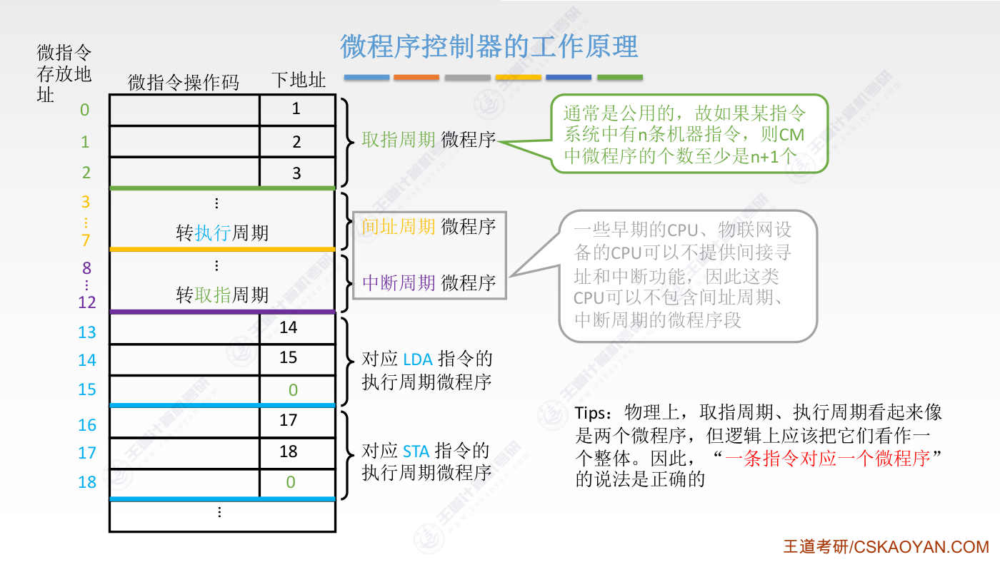 微程序控制器的工作原理
微指令
存放地
址
微指令操作码
下地址
0
1
1
2
2
3
取指周期 微程序
通常是公用的，故如果某指令
系统中有n条机器指令，则CM
中微程序的个数至少是n+1个
3
⋮
7
⋮
转执行周期
间址周期 微程序
8
⋮
12
⋮
转取指周期
中断周期 微程序
一些早期的CPU、物联网设
备的CPU可以不提供间接寻
址和中断功能，因此这类
CPU可以不包含间址周期、
中断周期的微程序段
13
14
14
15
15
0
对应 LDA 指令的
执行周期微程序
16
17
17
18
18
0
对应 STA 指令的
执行周期微程序
⋮
Tips：物理上，取指周期、执行周期看起来像
是两个微程序，但逻辑上应该把它们看作一
个整体。因此，“一条指令对应一个微程序”
的说法是正确的
王道考研/CSKAOYAN.COM